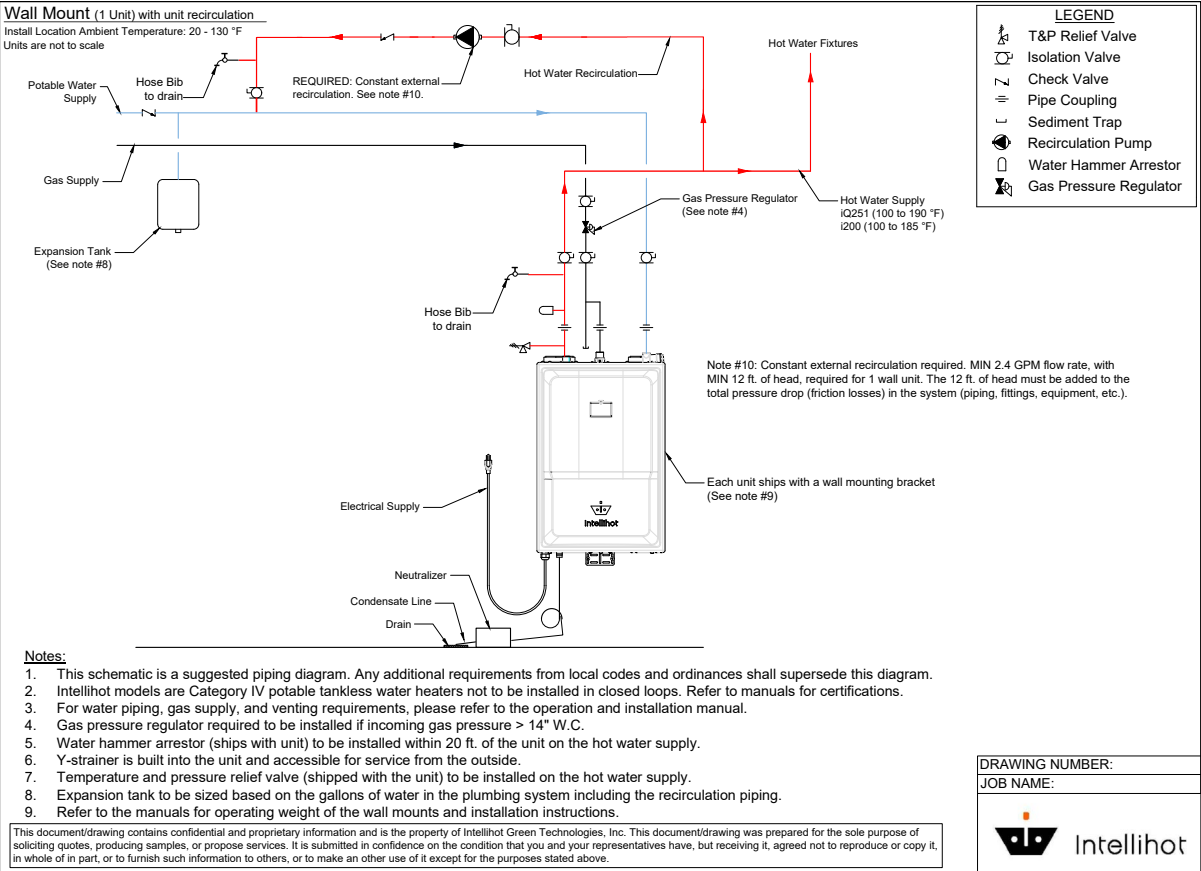 Wall Mount (1 Unit) with unit recirculation
Install Location Ambient Temperature: 20 - 130 °F
Units are not to scale
LEGEND
T&P Relief Valve
Isolation Valve
Check Valve
Pipe Coupling
Sediment Trap
Recirculation Pump
Water Hammer Arrestor
Gas Pressure Regulator
Hot Water Fixtures
Hot Water Recirculation
REQUIRED: Constant external
recirculation. See note #10.
Hose Bib
to drain
Potable Water
Supply
Gas Supply
Expansion Tank
(See note #8)
Gas Pressure Regulator
(See note #4)
Hot Water Supply
iQ251 (100 to 190 °F)
i200 (100 to 185 °F)
Hose Bib
to drain
Note #10: Constant external recirculation required. MIN 2.4 GPM flow rate, with
MIN 12 ft. of head, required for 1 wall unit. The 12 ft. of head must be added to the
total pressure drop (friction losses) in the system (piping, fittings, equipment, etc.).
Each unit ships with a wall mounting bracket
(See note #9)
Electrical Supply
Intellihot
Neutralizer
Condensate Line
Drain
Notes:
1. This schematic is a suggested piping diagram. Any additional requirements from local codes and ordinances shall supersede this diagram.
2. Intellihot models are Category IV potable tankless water heaters not to be installed in closed loops. Refer to manuals for certifications.
3. For water piping, gas supply, and venting requirements, please refer to the operation and installation manual.
4. Gas pressure regulator required to be installed if incoming gas pressure > 14" W.C.
5. Water hammer arrestor (ships with unit) to be installed within 20 ft. of the unit on the hot water supply.
6. Y-strainer is built into the unit and accessible for service from the outside.
7. Temperature and pressure relief valve (shipped with the unit) to be installed on the hot water supply.
8. Expansion tank to be sized based on the gallons of water in the plumbing system including the recirculation piping.
9. Refer to the manuals for operating weight of the wall mounts and installation instructions.
This document/drawing contains confidential and proprietary information and is the property of Intellihot Green Technologies, Inc. This document/drawing was prepared for the sole purpose of
soliciting quotes, producing samples, or propose services. It is submitted in confidence on the condition that you and your representatives have, but receiving it, agreed not to reproduce or copy it,
in whole of in part, or to furnish such information to others, or to make an other use of it except for the purposes stated above.
DRAWING NUMBER:
JOB NAME:
Intellihot